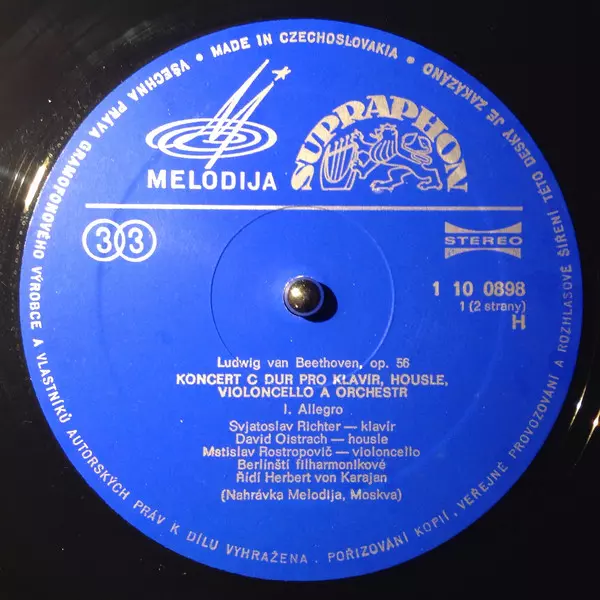 MADE IN CZECHOSLOVAKIA • VŠECHNA PRÁVA GRAMOFONOVÉHO VÝROBCE A VLASTNÍKŮ AUTORSKÝCH PRÁV K DÍLU VYHRAŽENA. POŘIZOVÁNÍ KOPIÍ, VEŘEJNÉ PROVOZOVÁNÍ A ROZHLASOVÉ ŠÍŘENÍ TÉTO DESKY JE ZAKÁZÁNO •
MELODIJA
SUPRAPHON
33
STEREO
1 10 0898
1 (2 strany)
H
Ludwig van Beethoven, op. 56
KONCERT C DUR PRO KLAVÍR, HOUSLE,
VIOLONCELLO A ORCHESTR
I. Allegro
Svjatoslav Richter — klavír
David Oistrach — housle
Mstislav Rostropovič — violoncello
Berlínští filharmonikové
Řídí Herbert von Karajan
(Nahrávka Melodija, Moskva)